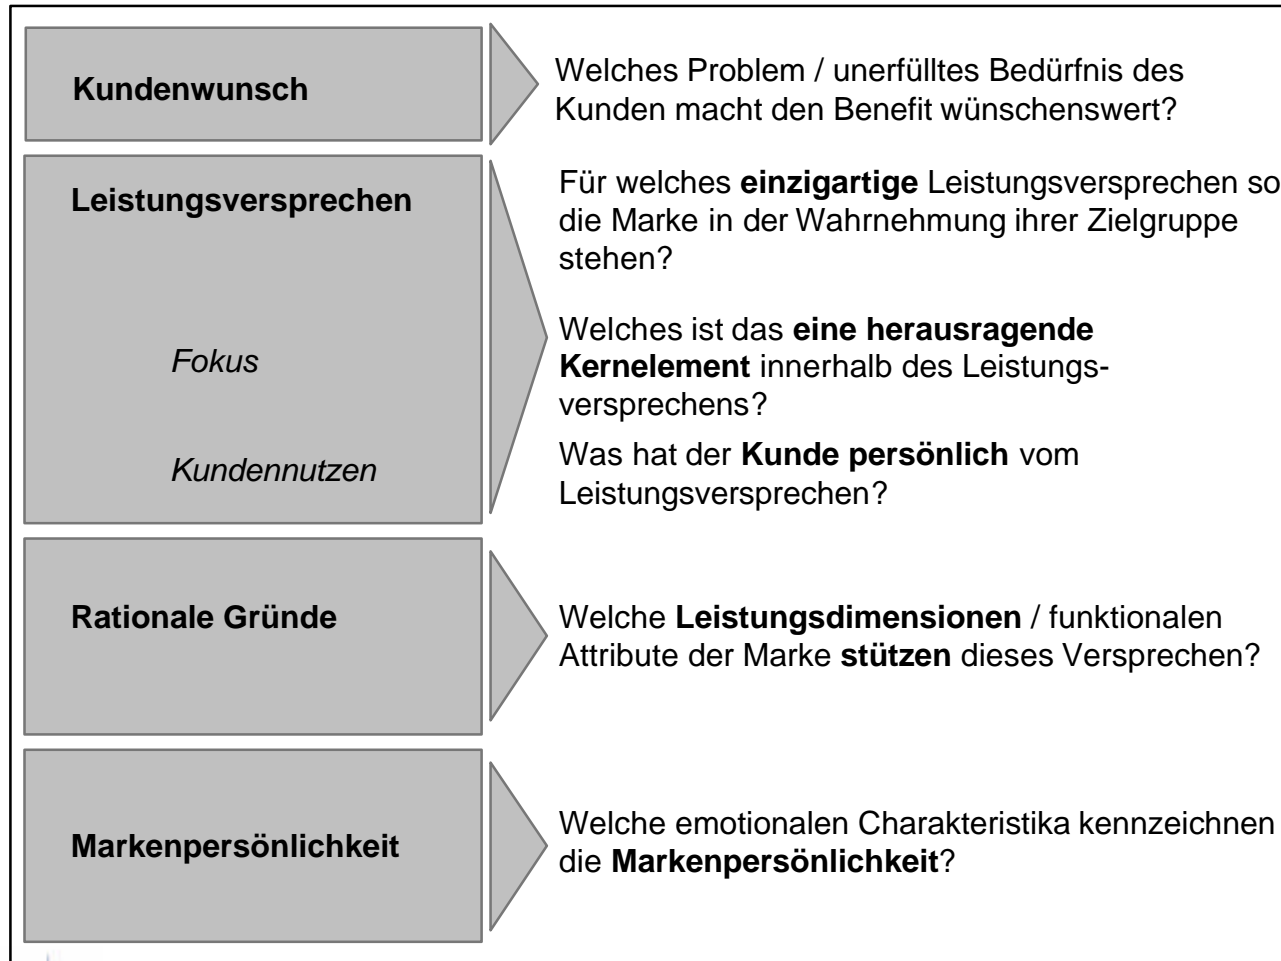 Kundenwunsch
Welches Problem / unerfülltes Bedürfnis des
Kunden macht den Benefit wünschenswert?
Leistungsversprechen
Für welches einzigartige Leistungsversprechen so
die Marke in der Wahrnehmung ihrer Zielgruppe
stehen?
Fokus
Welches ist das eine herausragende
Kernelement innerhalb des Leistungs-
versprechens?
Kundennutzen
Was hat der Kunde persönlich vom
Leistungsversprechen?
Rationale Gründe
Welche Leistungsdimensionen / funktionalen
Attribute der Marke stützen dieses Versprechen?
Markenpersönlichkeit
Welche emotionalen Charakteristika kennzeichnen
die Markenpersönlichkeit?